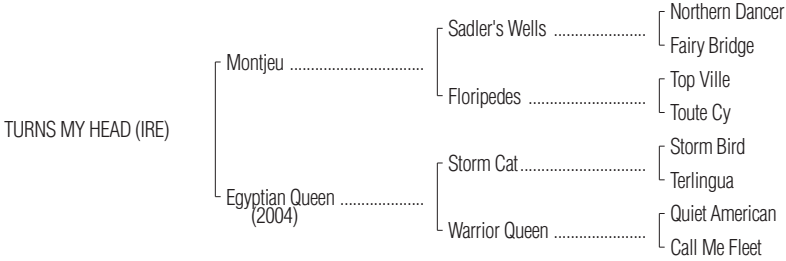 Northern Dancer
Sadler's Wells ......................
Fairy Bridge
Montjeu ................................
Top Ville
Floripedes ............................
Toute Cy
TURNS MY HEAD (IRE)
Storm Bird
Storm Cat..............................
Terlingua
Egyptian Queen ....................
(2004)
Quiet American
Warrior Queen ......................
Call Me Fleet